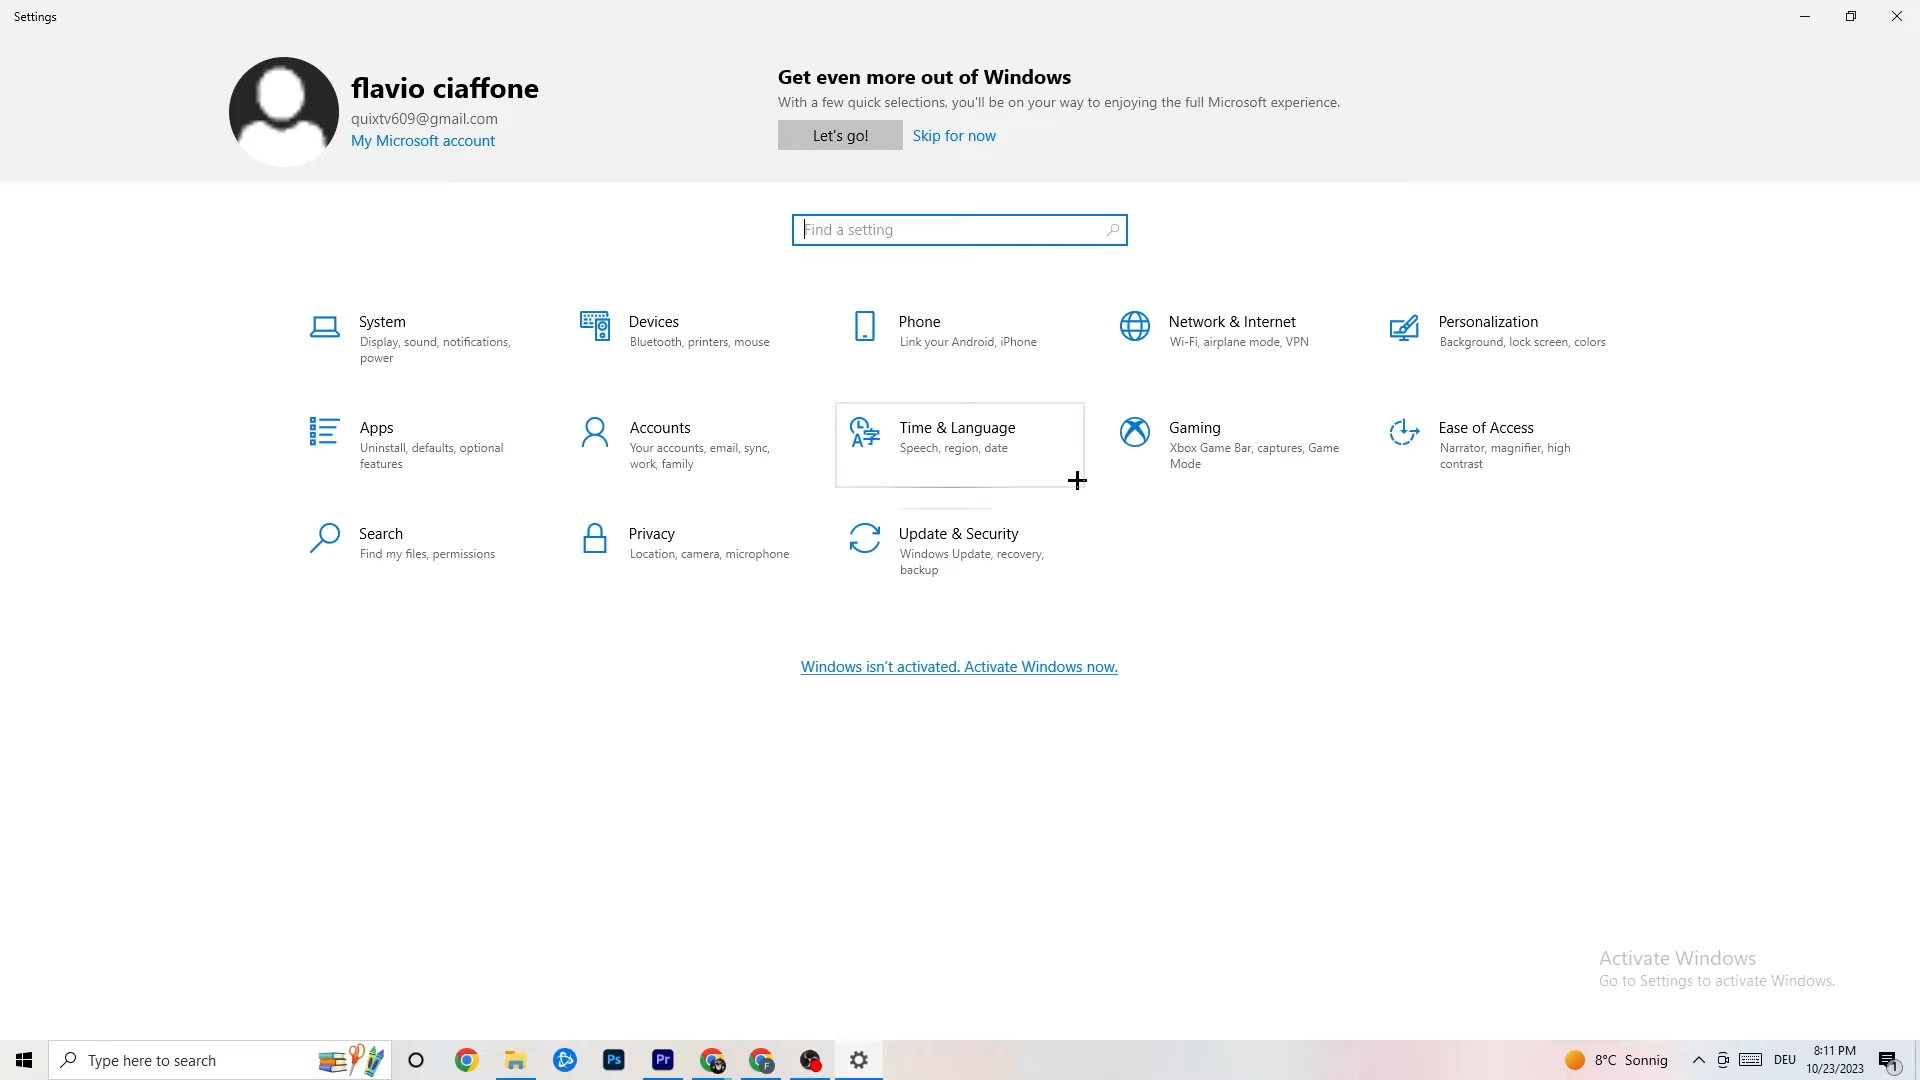 Settings
flavio ciaffone
quixtv609@gmail.com
My Microsoft account
Get even more out of Windows
With a few quick selections, you'll be on your way to enjoying the full Microsoft experience.
Let's go!
Skip for now
Find a setting
System
Display, sound, notifications,
power
Devices
Bluetooth, printers, mouse
Phone
Link your Android, iPhone
Network & Internet
Wi-Fi, airplane mode, VPN
Personalization
Background, lock screen, colors
Apps
Uninstall, defaults, optional
features
Accounts
Your accounts, email, sync,
work, family
Time & Language
Speech, region, date
Gaming
Xbox Game Bar, captures, Game
Mode
Ease of Access
Narrator, magnifier, high
contrast
Search
Find my files, permissions
Privacy
Location, camera, microphone
Update & Security
Windows Update, recovery,
backup
Windows isn't activated. Activate Windows now.
Activate Windows
Go to Settings to activate Windows.
Type here to search
Ps
Pr
F
8°C Sonnig
DEU
8:11 PM
10/23/2023
1